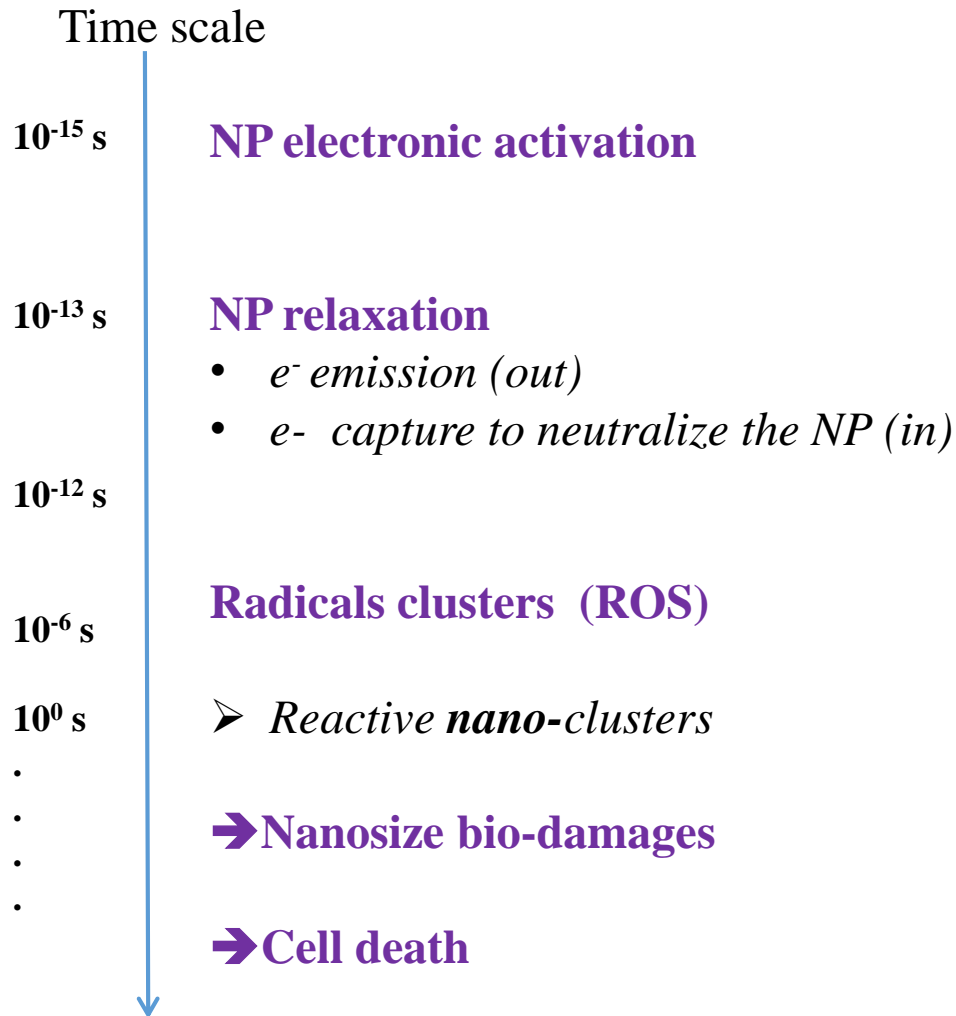 Time scale
10⁻¹⁵ s NP electronic activation
10⁻¹³ s NP relaxation
• e⁻ emission (out)
• e- capture to neutralize the NP (in)
10⁻¹² s
Radicals clusters (ROS)
10⁻⁶ s
10⁰ s ➢ Reactive nano-clusters
.
.
➔Nanosize bio-damages
.
.
➔Cell death